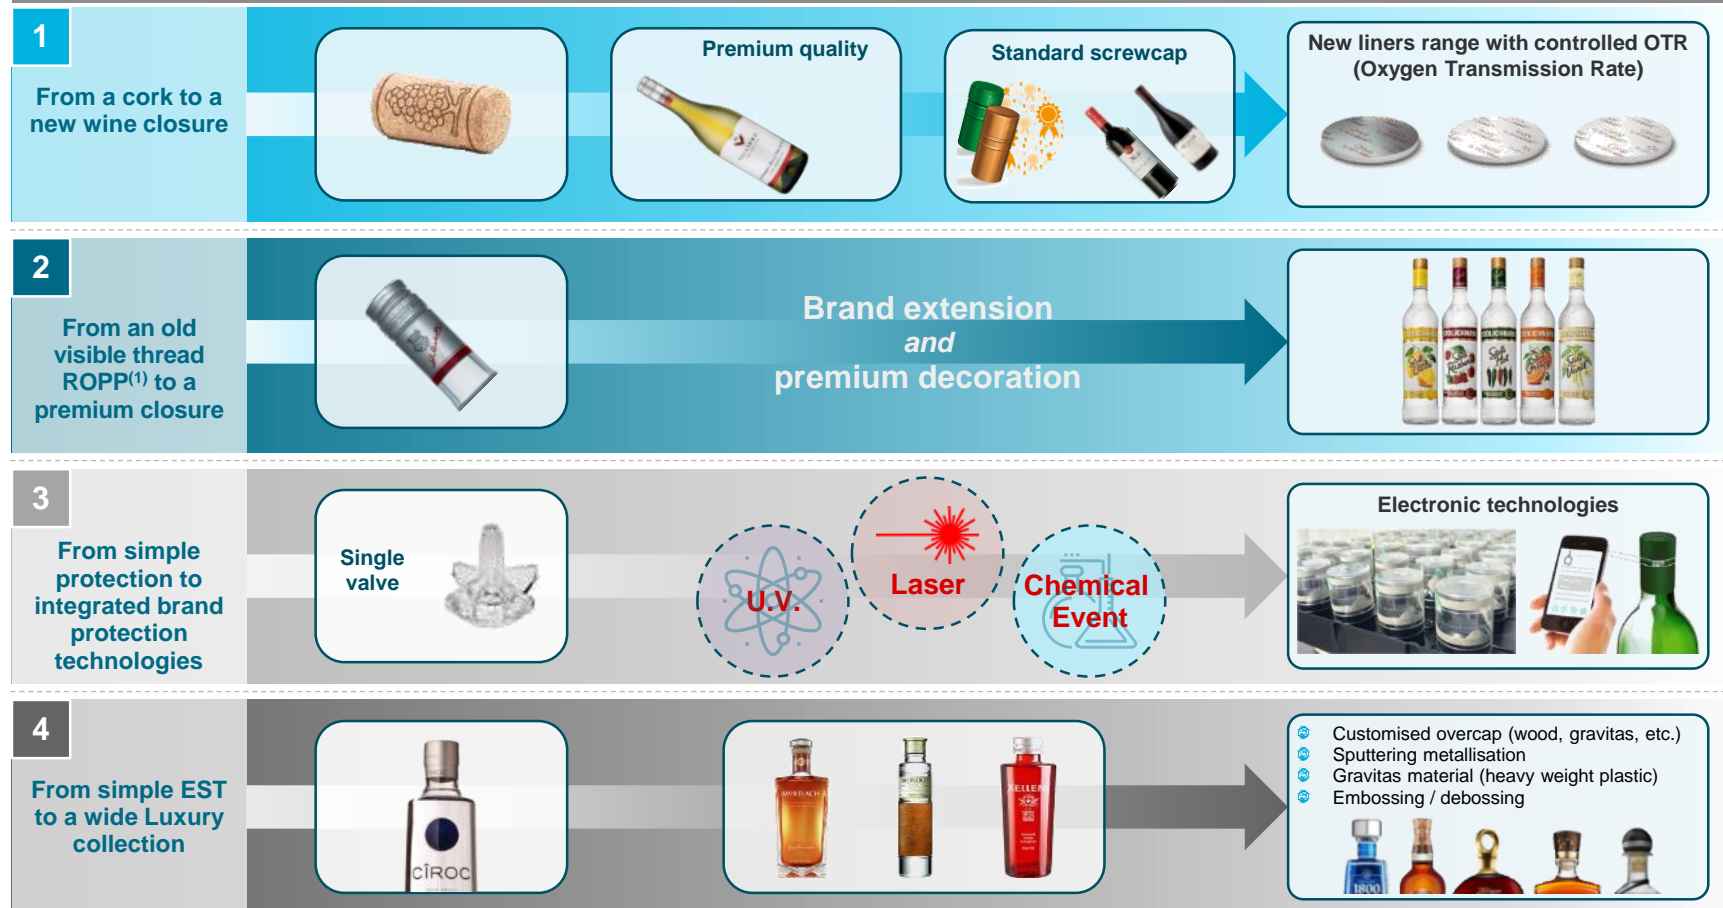 1
From a cork to a
new wine closure
Premium quality
Standard screwcap
New liners range with controlled OTR
(Oxygen Transmission Rate)
2
From an old
visible thread
ROPP(1) to a
premium closure
Brand extension
and
premium decoration
3
From simple
protection to
integrated brand
protection
technologies
Single
valve
U.V.
Laser
Chemical
Event
Electronic technologies
4
From simple EST
to a wide Luxury
collection
CÎROC
Customised overcap (wood, gravitas, etc.)
Sputtering metallisation
Gravitas material (heavy weight plastic)
Embossing / debossing
1800